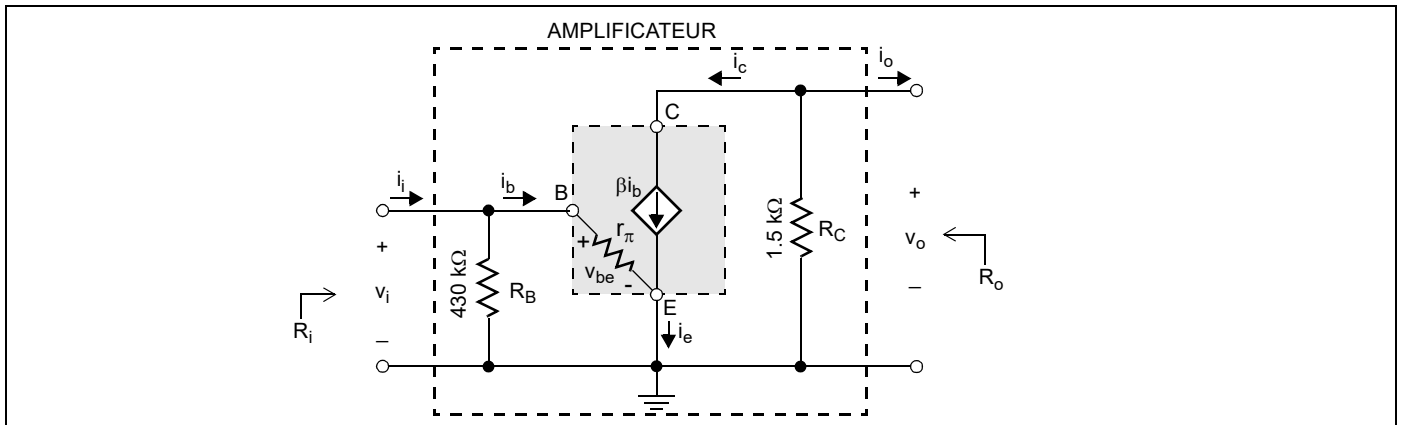 AMPLIFICATEUR
i_c
i_o
C
i_i
i_b
B
βi_b
+
r_π
+
v_be
-
E
i_e
1.5 kΩ
R_C
+
v_o
–
R_o
+
v_i
–
R_i
430 kΩ
R_B